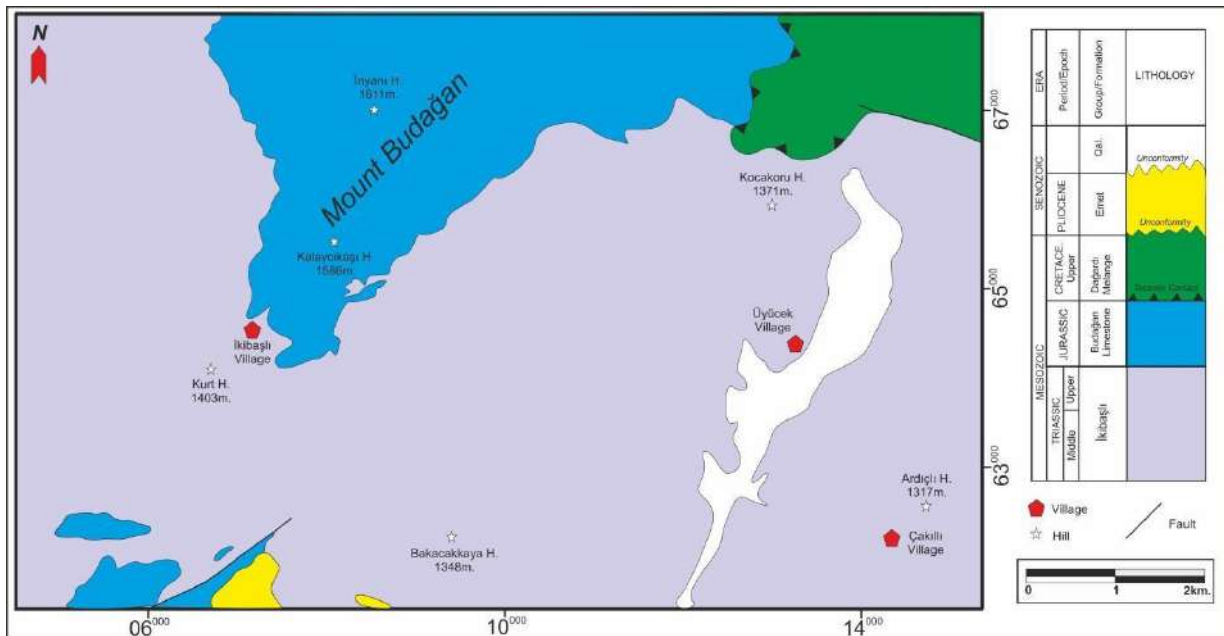 N
İnyanı H.
1611m.
Mount Budağan
Kalaycıkaşı H
1586m.
İkibaşlı
Village
Kurt H.
1403m.
Kocakoru H.
1371m.
Üyücek
Village
Ardıçlı H.
1317m.
Çakıllı
Village
Bakacakkaya H.
1348m.
67000
65000
63000
06000
10000
14000
ERA
Period/Epoch
Group/Formation
LITHOLOGY
SENOZOIC
Qal.
Unconformity
PLIOCENE
Emet
Unconformity
MESOZOIC
CRETACE.
Upper
Dağardı
Melange
Contact
JURASSIC
Budağan
Limestone
TRIASSIC
Upper
Middle
İkibaşlı
Village
Hill
Fault
0
1
2km.